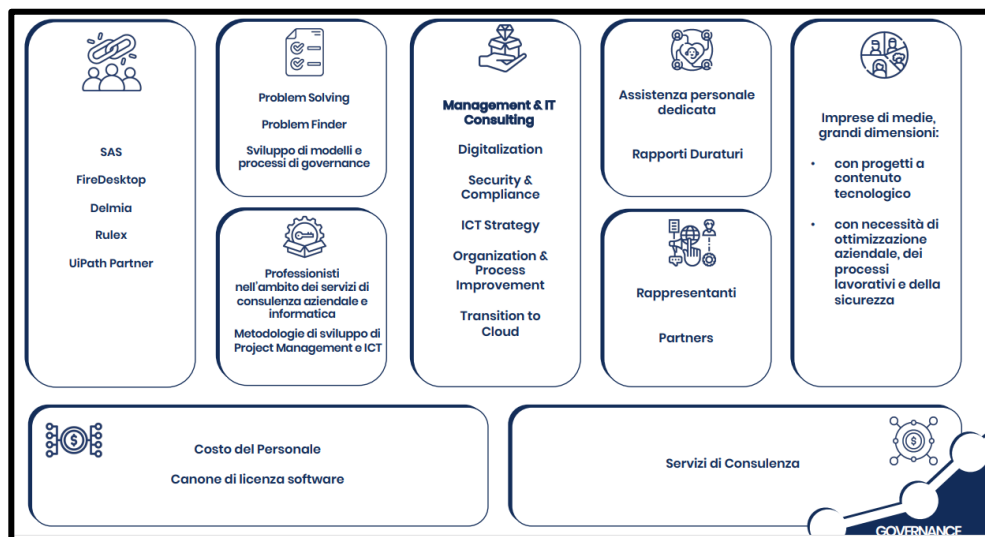 SAS
FireDesktop
Delmia
Rulex
UiPath Partner
Problem Solving
Problem Finder
Sviluppo di modelli e
processi di governance
Professionisti
nell'ambito dei servizi di
consulenza aziendale e
informatica
Metodologie di sviluppo di
Project Management e ICT
Management & IT
Consulting
Digitalization
Security &
Compliance
ICT Strategy
Organization &
Process
Improvement
Transition to
Cloud
Assistenza personale
dedicata
Rapporti Duraturi
Rappresentanti
Partners
Imprese di medie,
grandi dimensioni:
• con progetti a
contenuto
tecnologico
• con necessità di
ottimizzazione
aziendale, dei
processi
lavorativi e della
sicurezza
Costo del Personale
Canone di licenza software
Servizi di Consulenza
GOVERNANCE